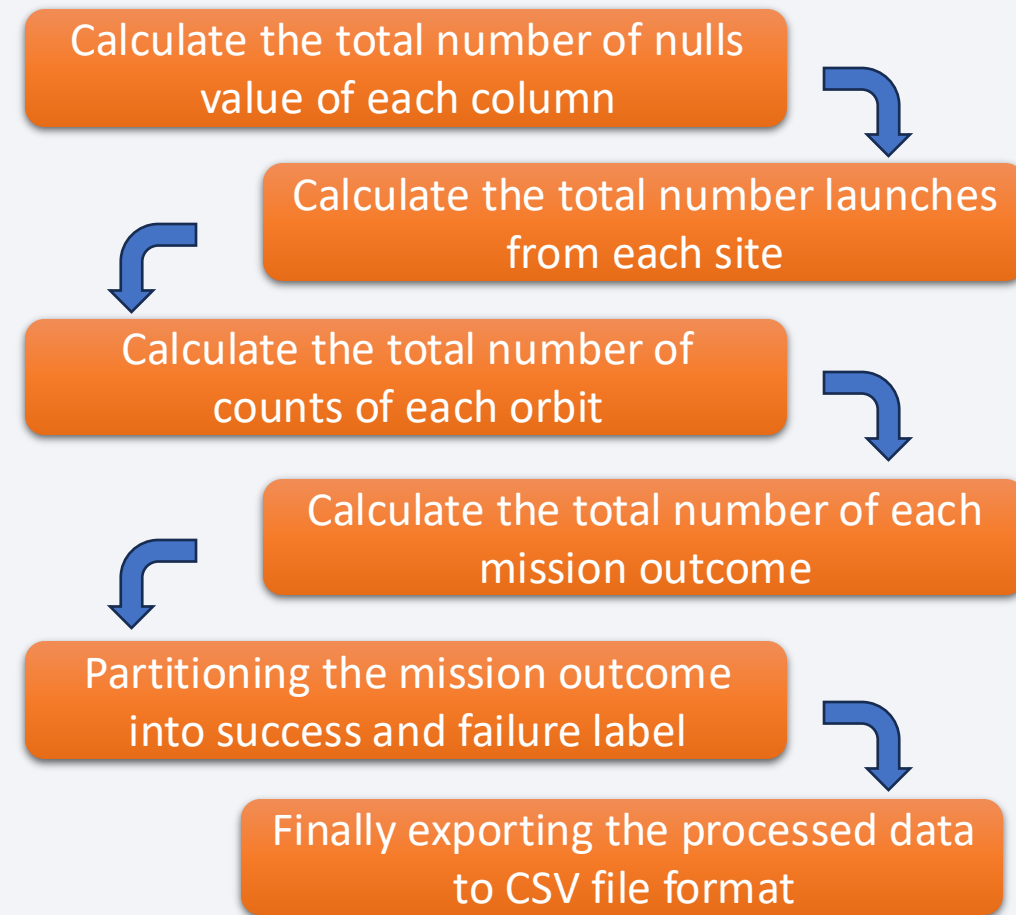 Calculate the total number of nulls
value of each column
Calculate the total number launches
from each site
Calculate the total number of
counts of each orbit
Calculate the total number of each
mission outcome
Partitioning the mission outcome
into success and failure label
Finally exporting the processed data
to CSV file format